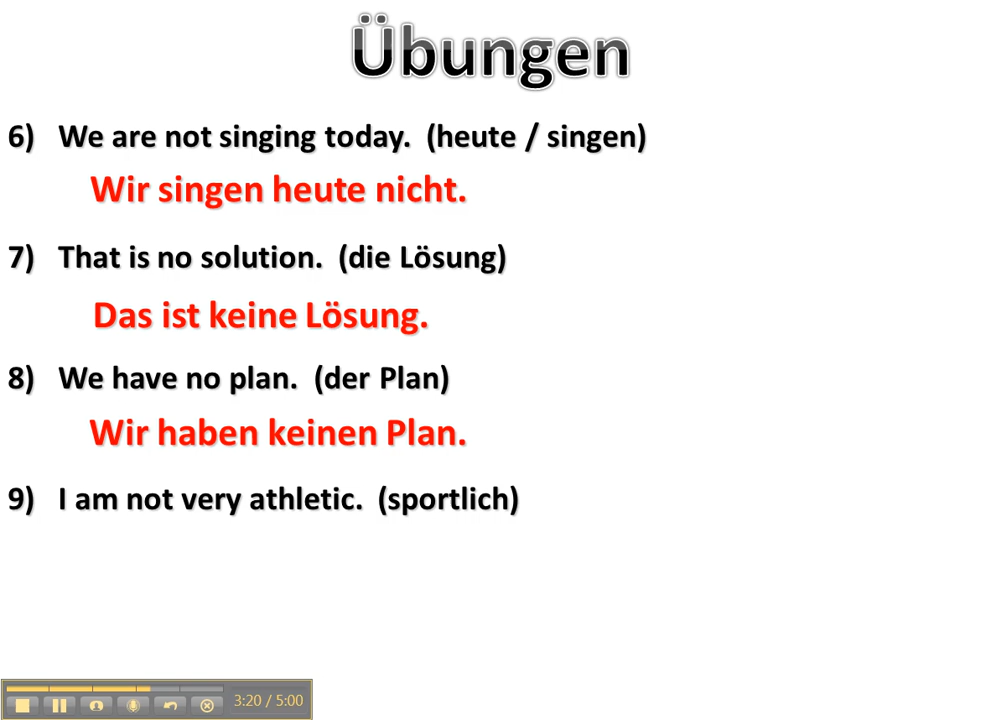 Übungen
6) We are not singing today. (heute / singen)
Wir singen heute nicht.
7) That is no solution. (die Lösung)
Das ist keine Lösung.
8) We have no plan. (der Plan)
Wir haben keinen Plan.
9) I am not very athletic. (sportlich)
3:20 / 5:00